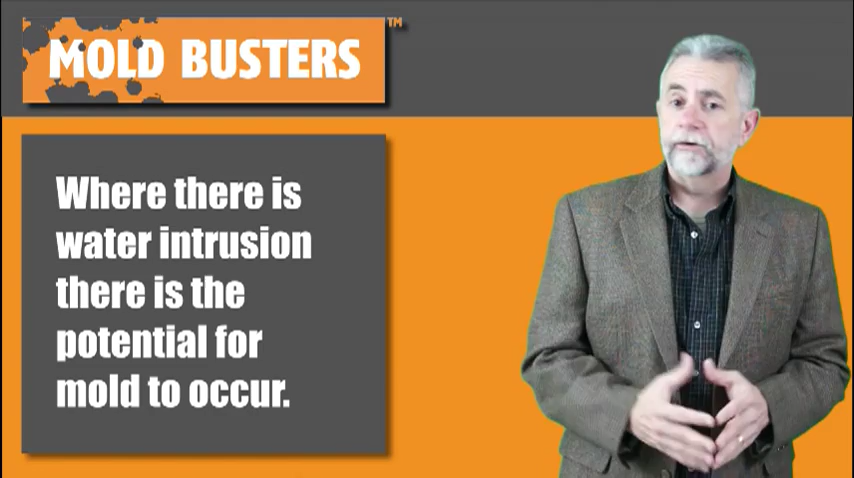 MOLD BUSTERS™
Where there is
water intrusion
there is the
potential for
mold to occur.